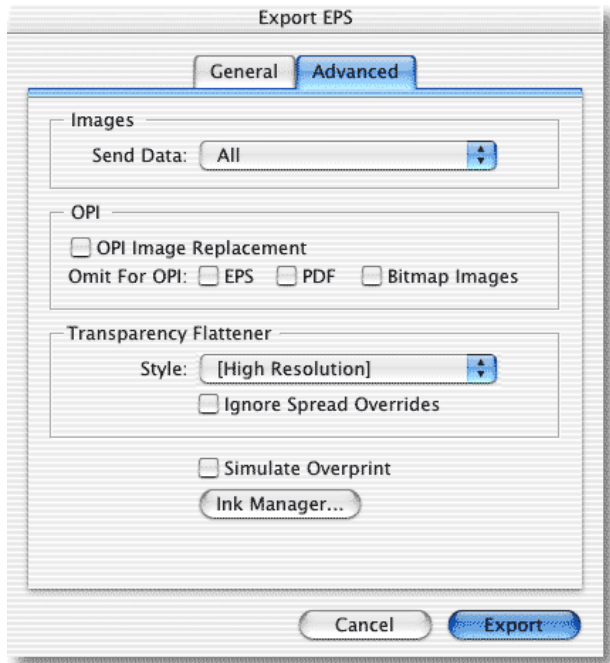 Export EPS
General Advanced
Images
Send Data: All
OPI
OPI Image Replacement
Omit For OPI: EPS PDF Bitmap Images
Transparency Flattener
Style: [High Resolution]
Ignore Spread Overrides
Simulate Overprint
Ink Manager...
Cancel Export